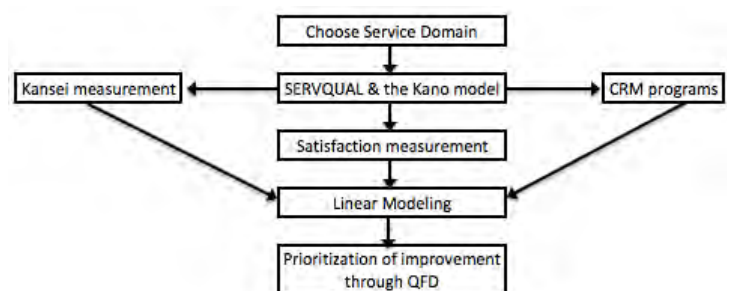 Choose Service Domain
Kansei measurement
SERVQUAL & the Kano model
CRM programs
Satisfaction measurement
Linear Modeling
Prioritization of improvement
through QFD